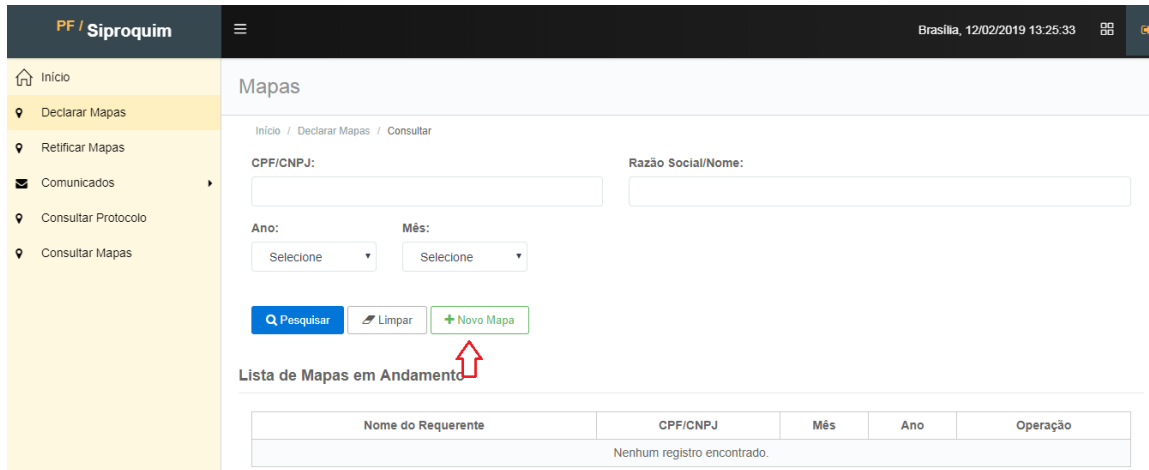 PF / Siproquim
Brasília, 12/02/2019 13:25:33
Início
Declarar Mapas
Retificar Mapas
Comunicados
Consultar Protocolo
Consultar Mapas
Mapas
Início / Declarar Mapas / Consultar
CPF/CNPJ: Razão Social/Nome:
Ano: Mês:
Selecione Selecione
Pesquisar Limpar Novo Mapa
Lista de Mapas em Andamento
Nome do Requerente CPF/CNPJ Mês Ano Operação
Nenhum registro encontrado.